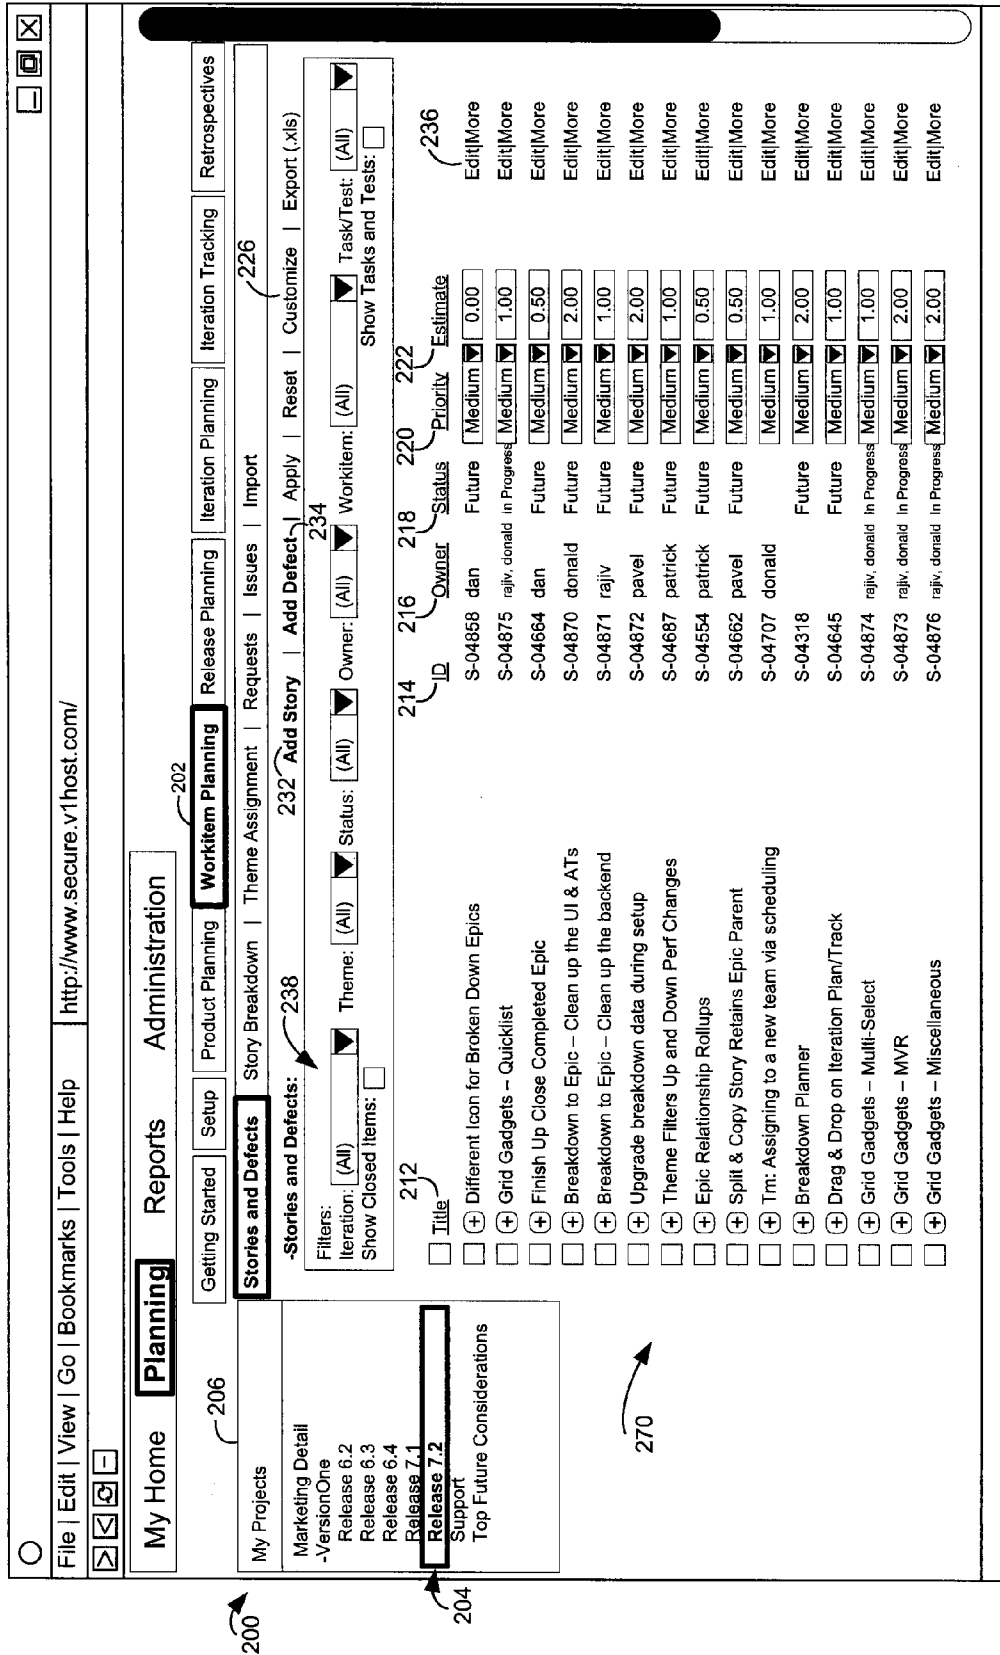 File | Edit | View | Go | Bookmarks | Tools | Help
http://www.secure.v1host.com/
My Home Planning Reports Administration
202
Getting Started Setup Product Planning Workitem Planning Release Planning Iteration Planning Iteration Tracking Retrospectives
200
206
My Projects
Marketing Detail
-VersionOne
Release 6.2
Release 6.3
Release 6.4
Release 7.1
Release 7.2
Support
Top Future Considerations
204
270
Stories and Defects Story Breakdown | Theme Assignment | Requests | Issues | Import
226
-Stories and Defects: 232 Add Story | Add Defect | Apply | Reset | Customize | Export (.xls)
238 234
Filters:
Iteration: (All) Theme: (All) Status: (All) Owner: (All) Workitem: (All) Task/Test: (All)
Show Closed Items: Show Tasks and Tests:
212 214 216 218 220 222 236
Title ID Owner Status Priority Estimate
Different Icon for Broken Down Epics S-04858 dan Future Medium 0.00 Edit|More
Grid Gadgets – Quicklist S-04875 rajiv, donald In Progress Medium 1.00 Edit|More
Finish Up Close Completed Epic S-04664 dan Future Medium 0.50 Edit|More
Breakdown to Epic – Clean up the UI & ATs S-04870 donald Future Medium 2.00 Edit|More
Breakdown to Epic – Clean up the backend S-04871 rajiv Future Medium 1.00 Edit|More
Upgrade breakdown data during setup S-04872 pavel Future Medium 2.00 Edit|More
Theme Filters Up and Down Perf Changes S-04687 patrick Future Medium 1.00 Edit|More
Epic Relationship Rollups S-04554 patrick Future Medium 0.50 Edit|More
Split & Copy Story Retains Epic Parent S-04662 pavel Future Medium 0.50 Edit|More
Tm: Assigning to a new team via scheduling S-04707 donald Medium 1.00 Edit|More
Breakdown Planner S-04318 Future Medium 2.00 Edit|More
Drag & Drop on Iteration Plan/Track S-04645 Future Medium 1.00 Edit|More
Grid Gadgets – Multi-Select S-04874 rajiv, donald In Progress Medium 1.00 Edit|More
Grid Gadgets – MVR S-04873 rajiv, donald In Progress Medium 2.00 Edit|More
Grid Gadgets – Miscellaneous S-04876 rajiv, donald In Progress Medium 2.00 Edit|More